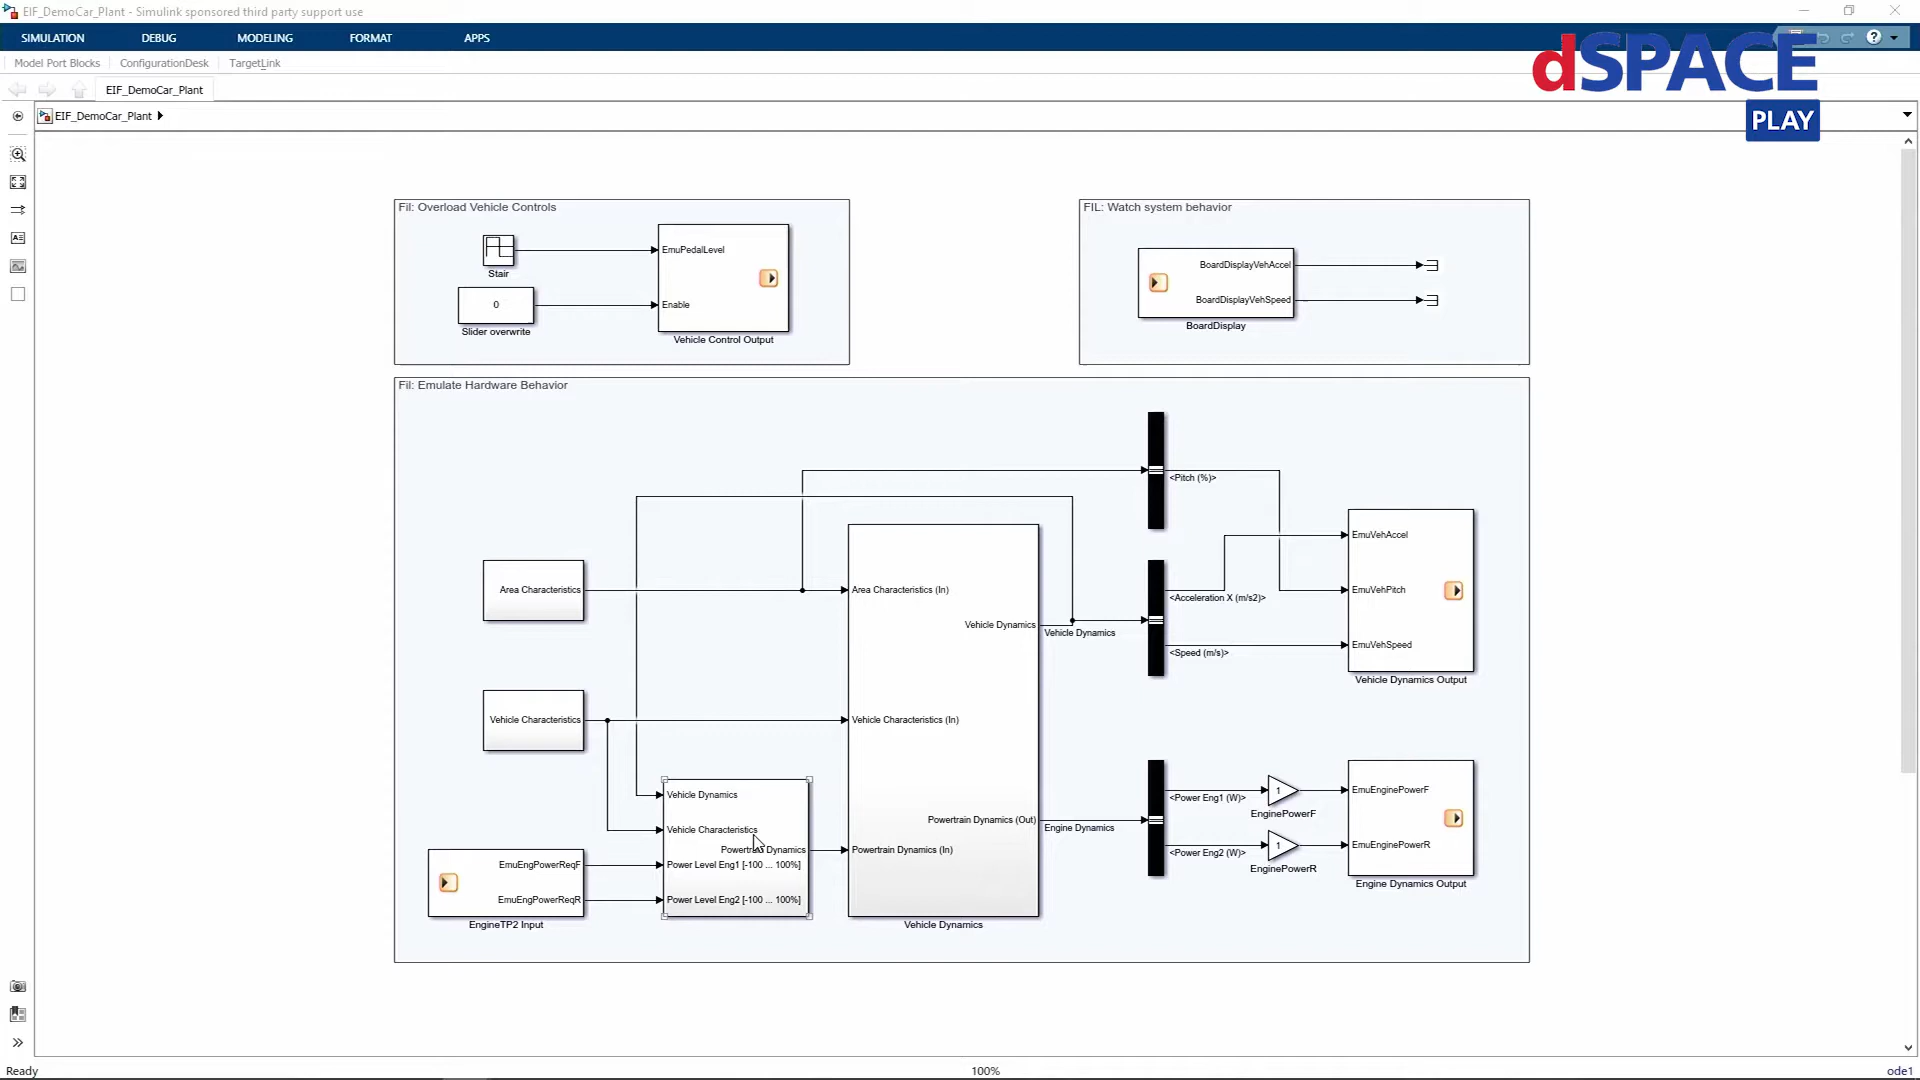 EIF_DemoCar_Plant - Simulink sponsored third party support use
SIMULATION DEBUG MODELING FORMAT APPS
dSPACE
PLAY
Model Port Blocks ConfigurationDesk TargetLink
EIF_DemoCar_Plant
EIF_DemoCar_Plant
Fil: Overload Vehicle Controls
Stair
0
Slider overwrite
EmuPedalLevel
Enable
Vehicle Control Output
FIL: Watch system behavior
BoardDisplayVehAccel
BoardDisplayVehSpeed
BoardDisplay
Fil: Emulate Hardware Behavior
Area Characteristics
Vehicle Characteristics
EmuEngPowerReqF
EmuEngPowerReqR
EngineTP2 Input
Vehicle Dynamics
Vehicle Characteristics
Powertrain Dynamics
Power Level Eng1 [-100 ... 100%]
Power Level Eng2 [-100 ... 100%]
Area Characteristics (In)
Vehicle Dynamics
Vehicle Characteristics (In)
Powertrain Dynamics (Out)
Powertrain Dynamics (In)
Vehicle Dynamics
Vehicle Dynamics
Engine Dynamics
<Pitch (%)>
<Acceleration X (m/s2)>
<Speed (m/s)>
EmuVehAccel
EmuVehPitch
EmuVehSpeed
Vehicle Dynamics Output
<Power Eng1 (W)>
1
EnginePowerF
<Power Eng2 (W)>
1
EnginePowerR
EmuEnginePowerF
EmuEnginePowerR
Engine Dynamics Output
Ready 100% ode1